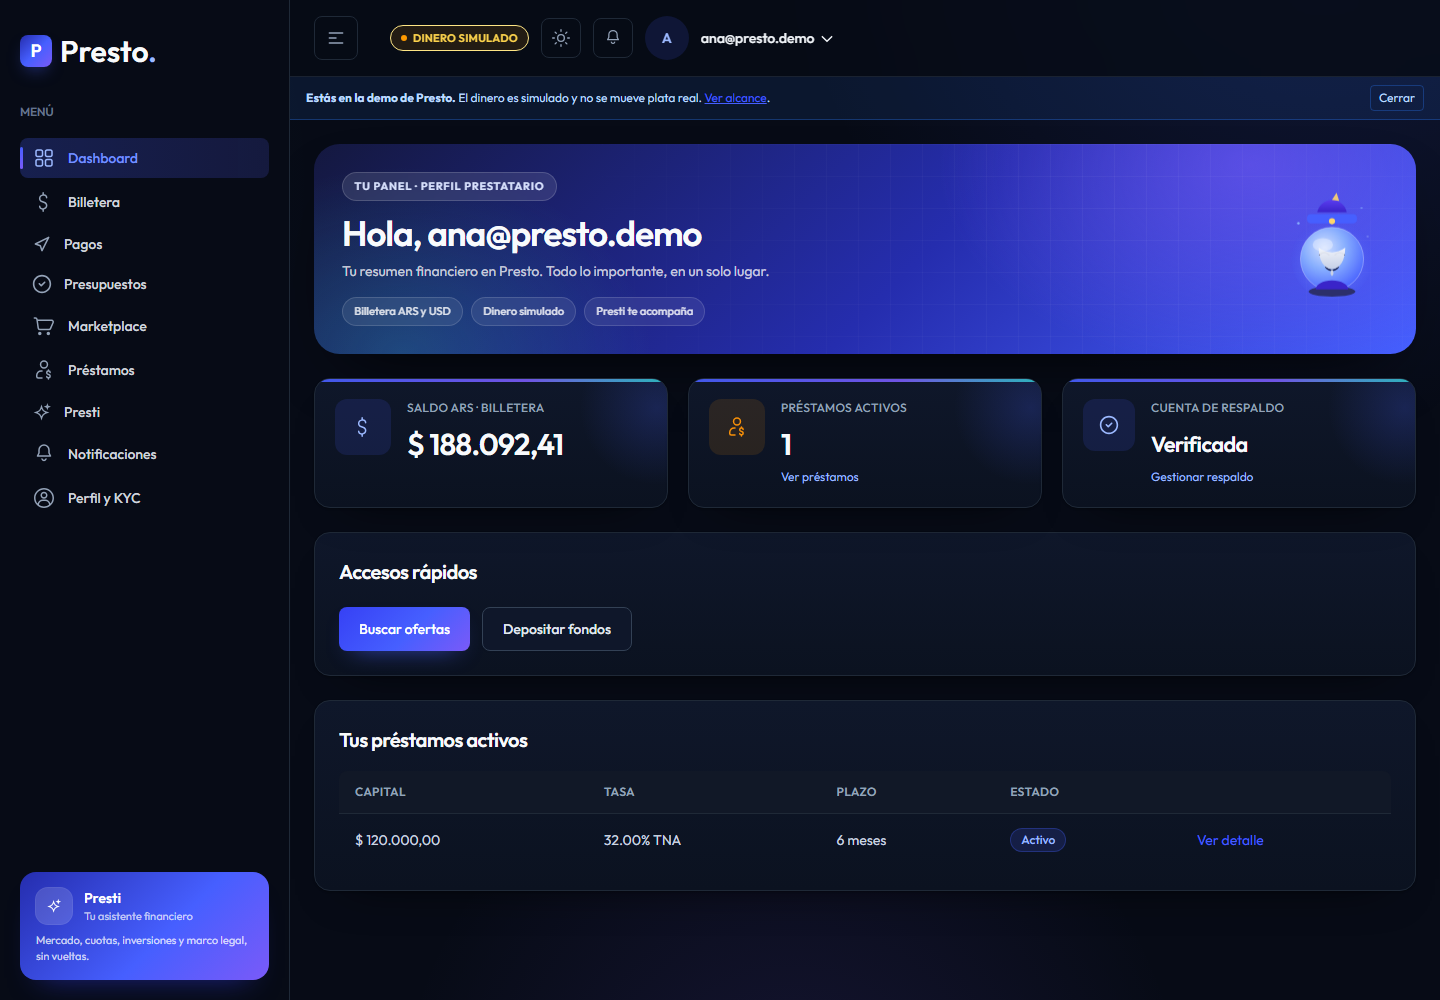 P Presto.
MENÚ
Dashboard
Billetera
Pagos
Presupuestos
Marketplace
Préstamos
Presti
Notificaciones
Perfil y KYC
Presti
Tu asistente financiero
Mercado, cuotas, inversiones y marco legal,
sin vueltas.
DINERO SIMULADO
A
ana@presto.demo
Estás en la demo de Presto. El dinero es simulado y no se mueve plata real. Ver alcance.
Cerrar
TU PANEL · PERFIL PRESTATARIO
Hola, ana@presto.demo
Tu resumen financiero en Presto. Todo lo importante, en un solo lugar.
Billetera ARS y USD
Dinero simulado
Presti te acompaña
SALDO ARS · BILLETERA
$ 188.092,41
PRÉSTAMOS ACTIVOS
1
Ver préstamos
CUENTA DE RESPALDO
Verificada
Gestionar respaldo
Accesos rápidos
Buscar ofertas
Depositar fondos
Tus préstamos activos
CAPITAL TASA PLAZO ESTADO
$ 120.000,00 32.00% TNA 6 meses Activo Ver detalle